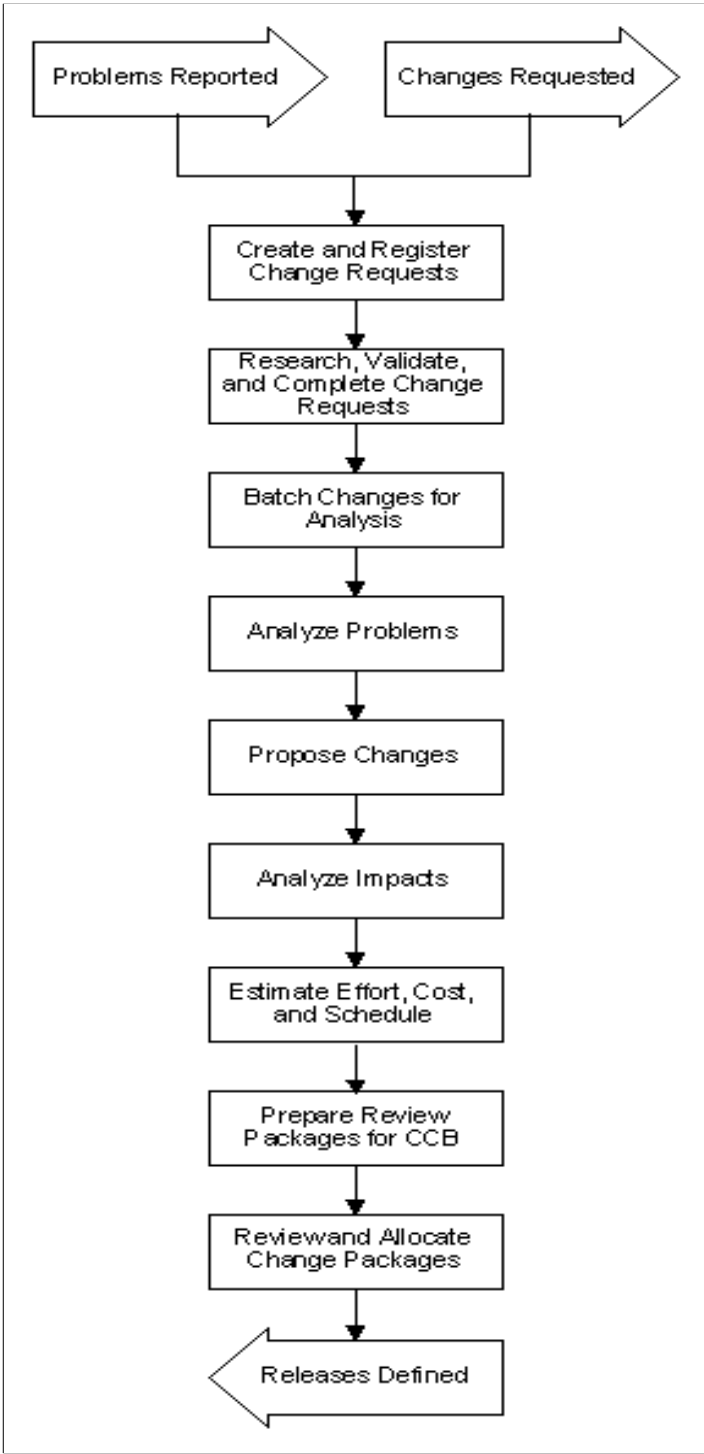 Problems Reported
Changes Requested
Create and Register
Change Requests
Research, Validate,
and Complete Change
Requests
Batch Changes for
Analysis
Analyze Problems
Propose Changes
Analyze Impacts
Estimate Effort, Cost,
and Schedule
Prepare Review
Packages for CCB
Reviewand Allocate
Change Packages
Releases Defined